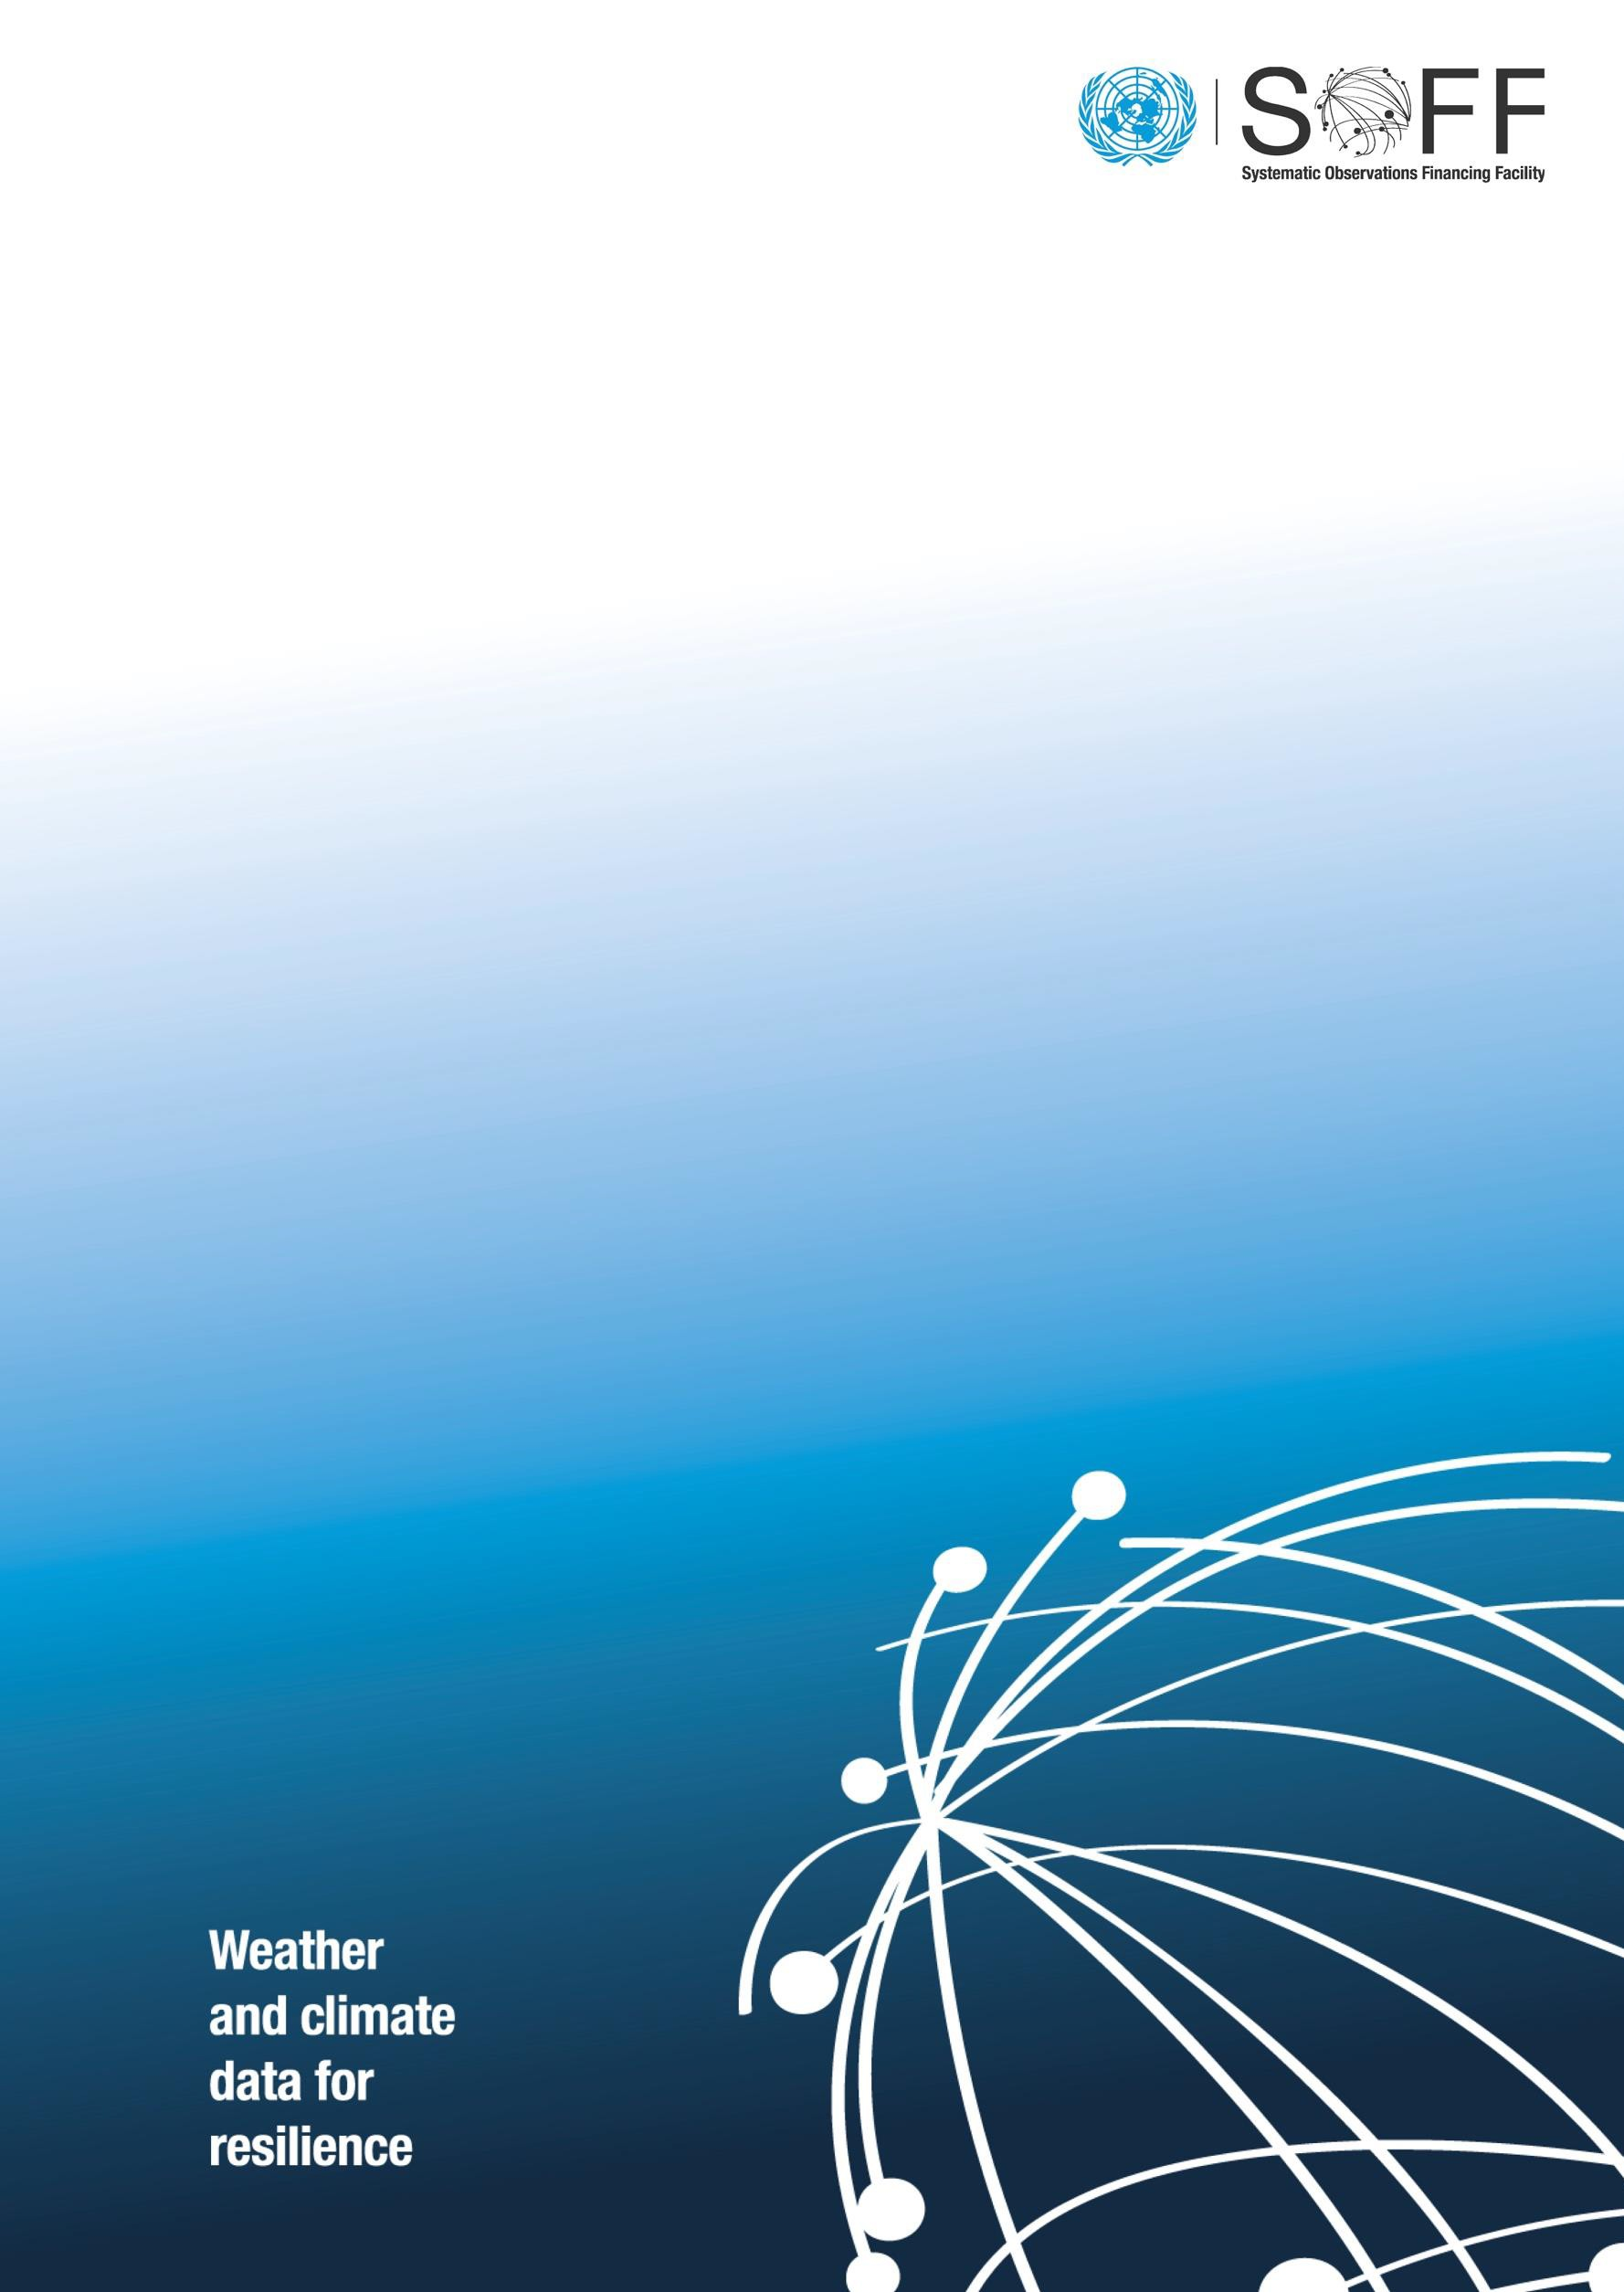 SOFF
Systematic Observations Financing Facility
Weather
and climate
data for
resilience